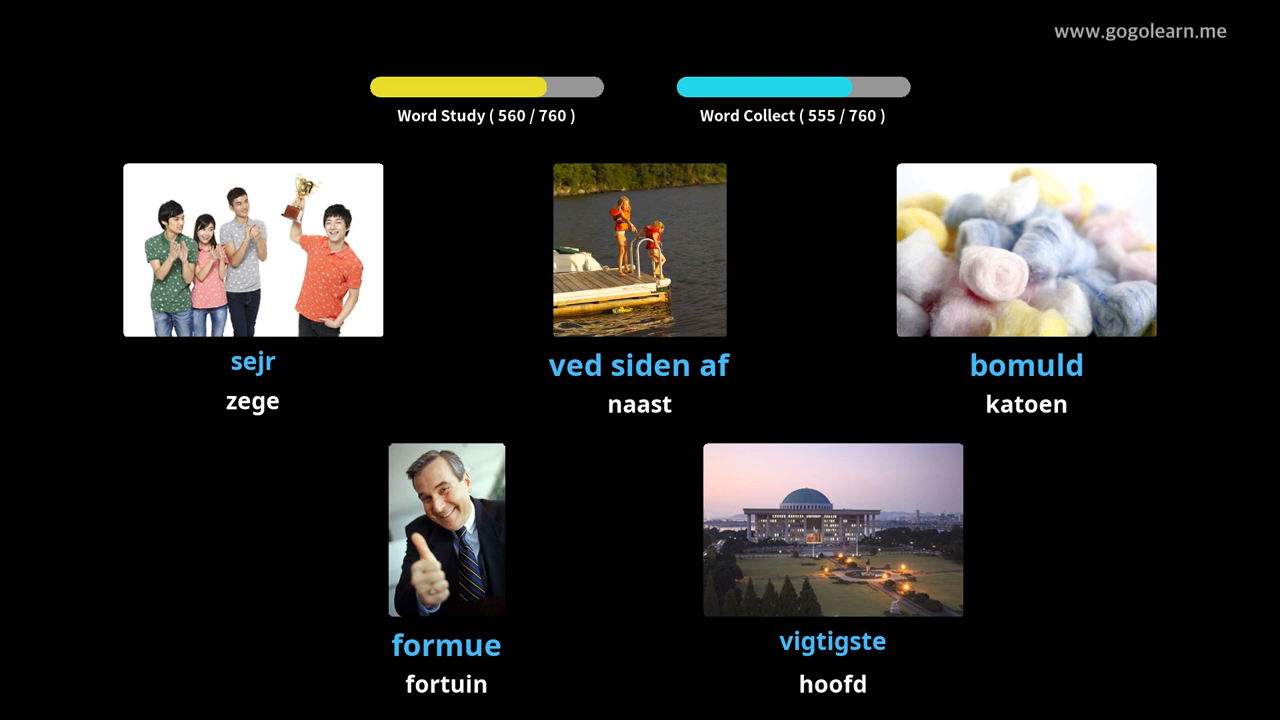 www.gogolearn.me
Word Study ( 560 / 760 )
Word Collect ( 555 / 760 )
sejr
zege
ved siden af
naast
bomuld
katoen
formue
fortuin
vigtigste
hoofd